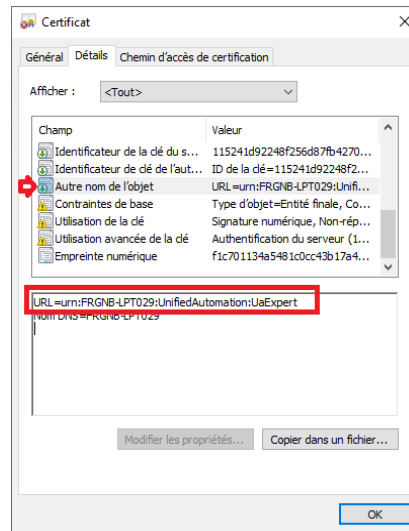 Certificat
Général Détails Chemin d'accès de certification
Afficher : <Tout>
Champ Valeur
Identificateur de la clé du s... 115241d92248f256d87fb4270...
Identificateur de clé de l'aut... ID de la clé=115241d92248f2...
Autre nom de l'objet URL=urn:FRGNB-LPT029:Unifi...
Contraintes de base Type d'objet=Entité finale, Co...
Utilisation de la clé Signature numérique, Non-rép...
Utilisation avancée de la clé Authentification du serveur (1...
Empreinte numérique f1c701134a5481c0cc43b17a4...
URL=urn:FRGNB-LPT029:UnifiedAutomation:UaExpert
Nom DNS=FRGNB-LPT029
Modifier les propriétés... Copier dans un fichier...
OK